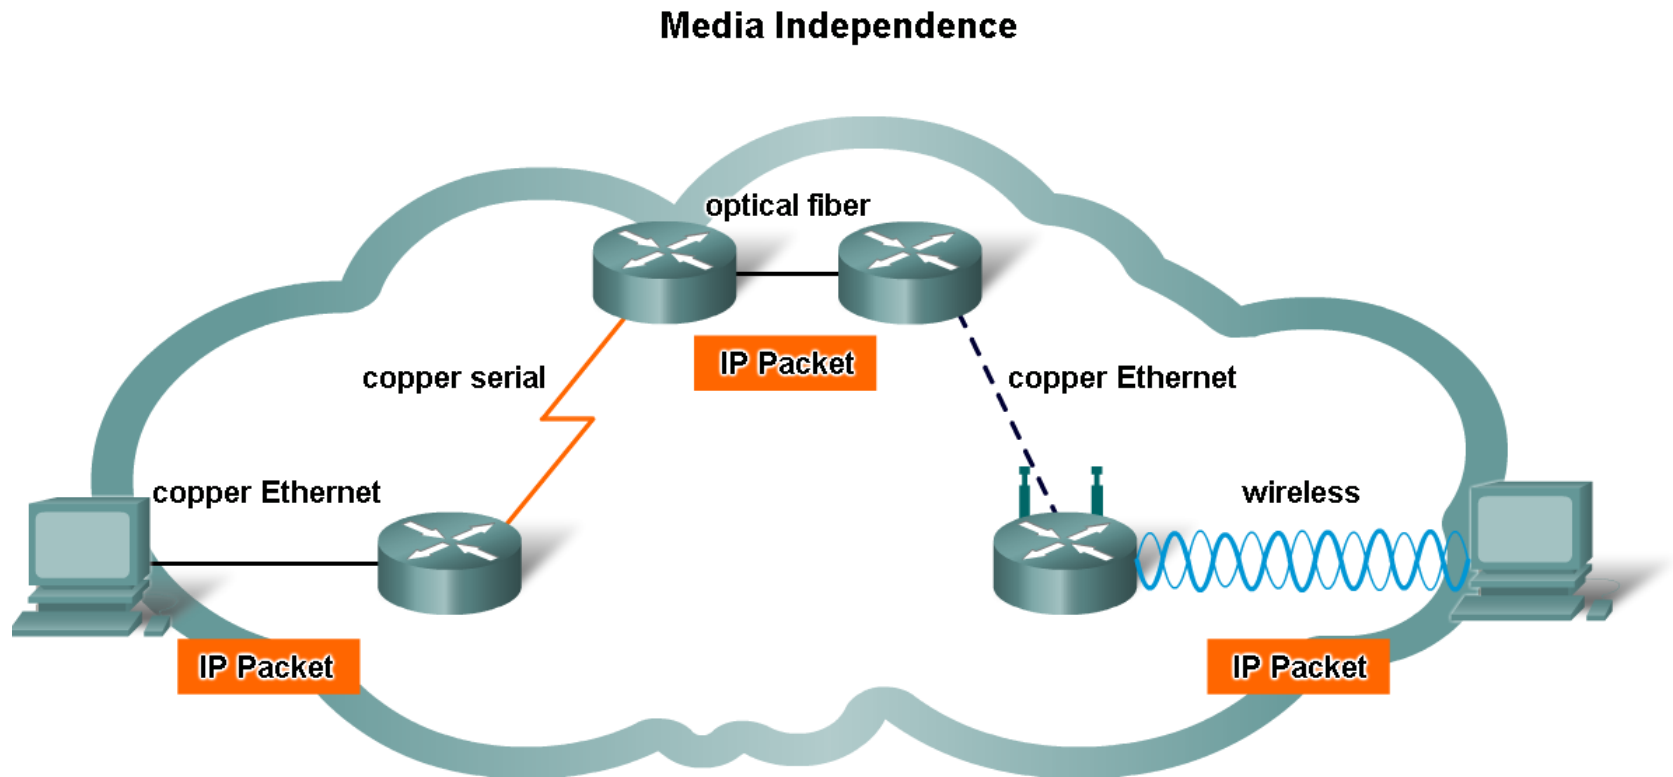 Media Independence
optical fiber
IP Packet
copper serial
copper Ethernet
copper Ethernet
wireless
IP Packet
IP Packet